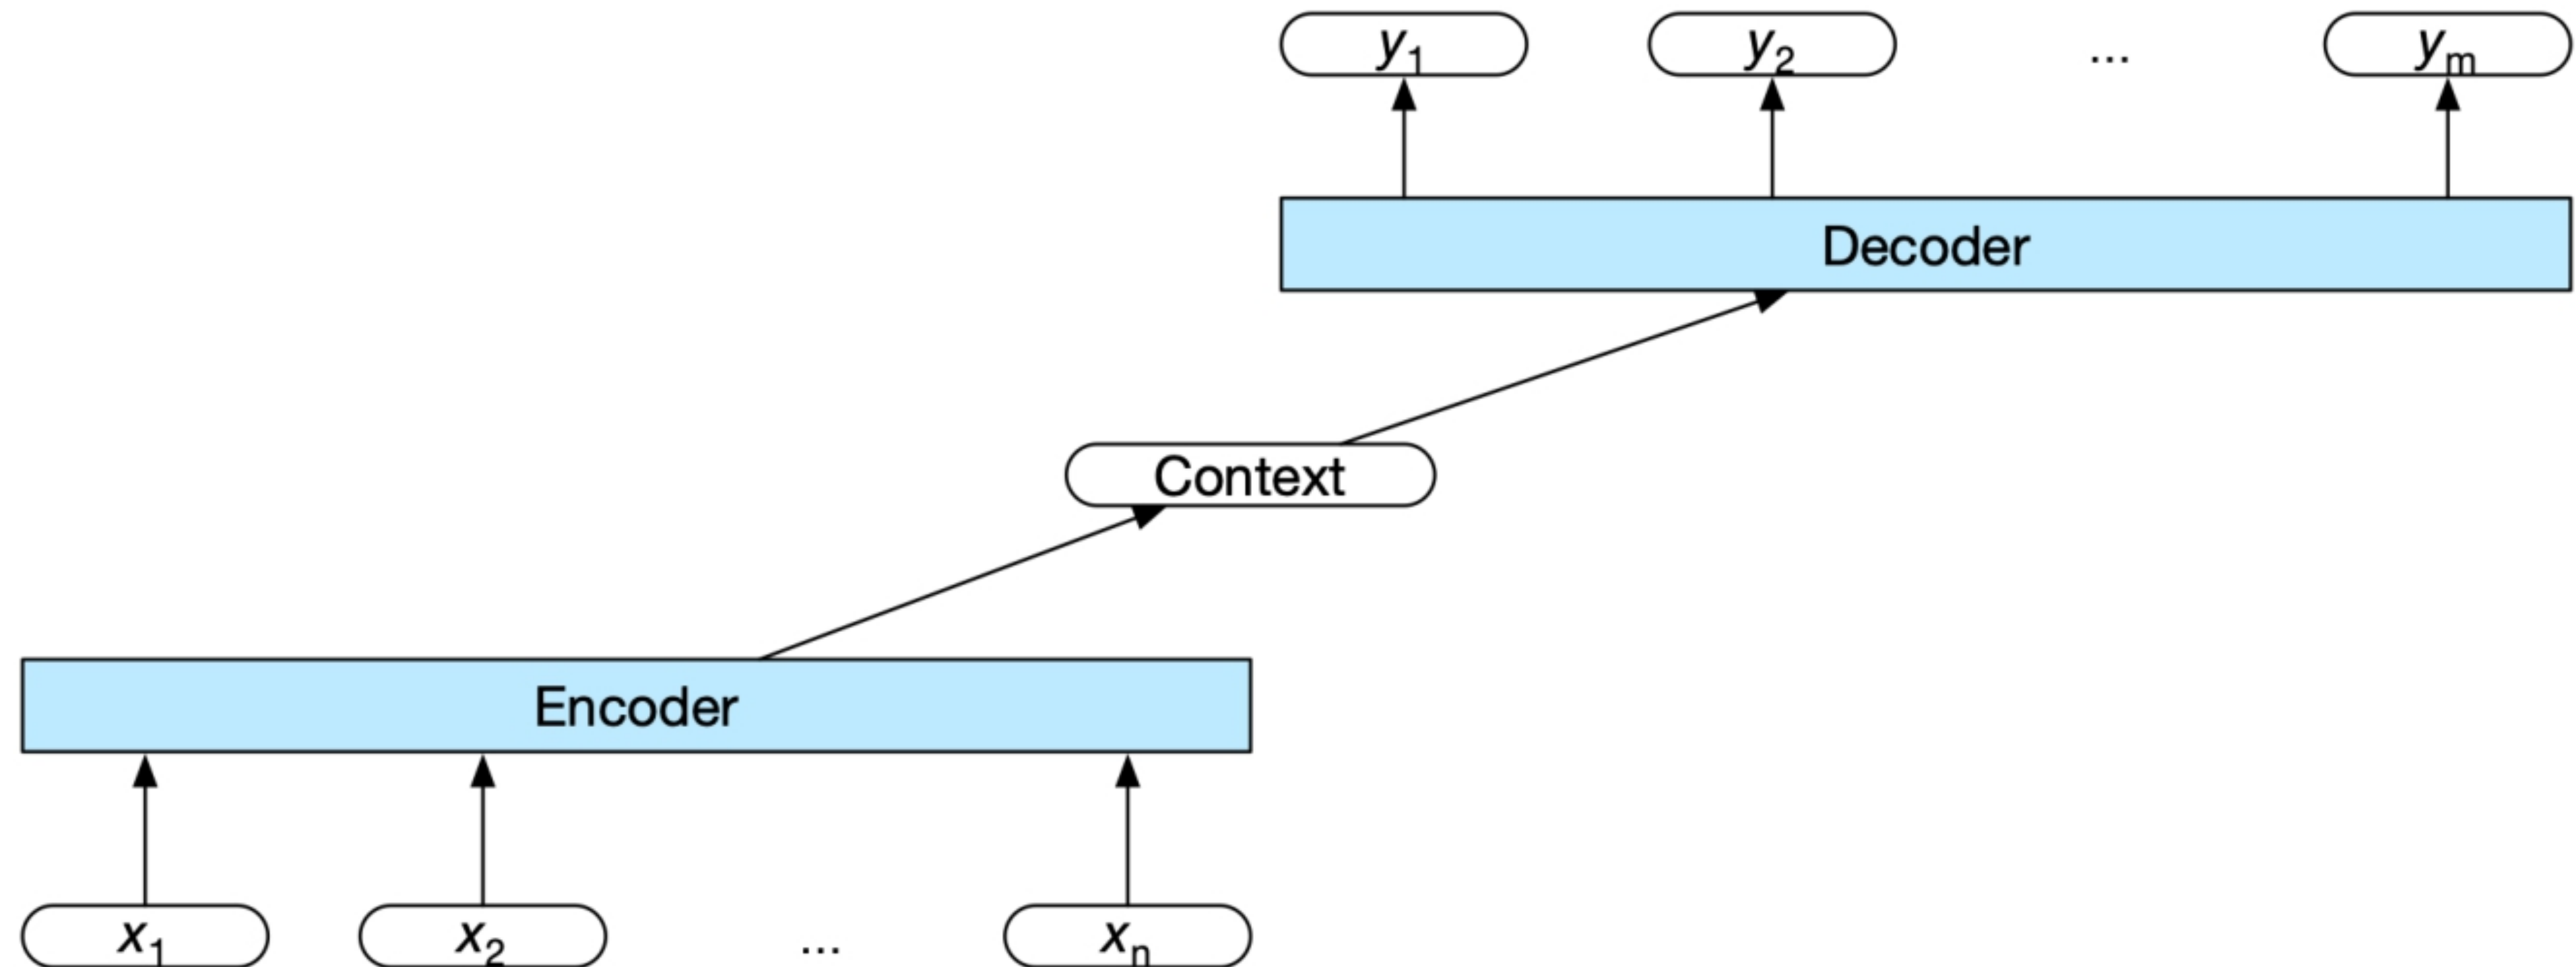 y1 y2 ... ym
Decoder
Context
Encoder
x1 x2 ... xn